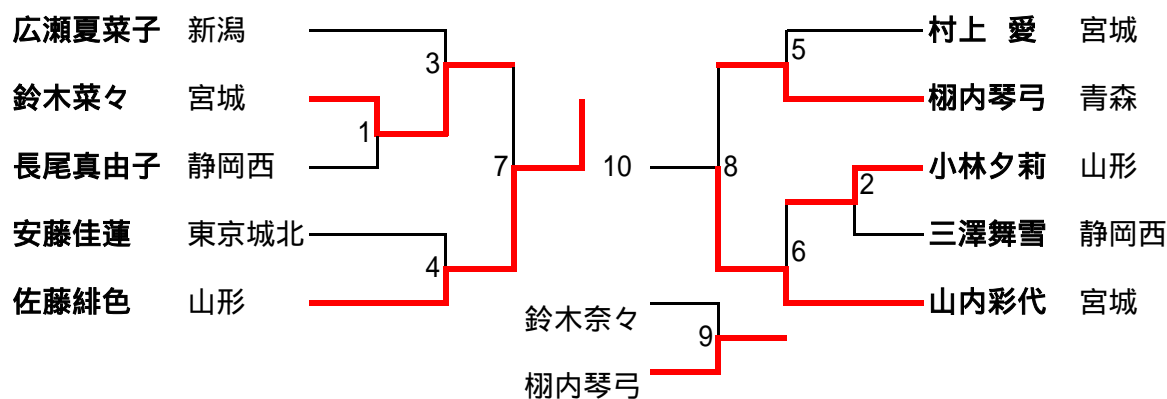 広瀬夏菜子 新潟
鈴木菜々 宮城
長尾真由子 静岡西
安藤佳蓮 東京城北
佐藤緋色 山形
3
1
7
4
10
村上 愛 宮城
栩内琴弓 青森
小林夕莉 山形
三澤舞雪 静岡西
山内彩代 宮城
5
8
2
6
鈴木奈々
9
栩内琴弓